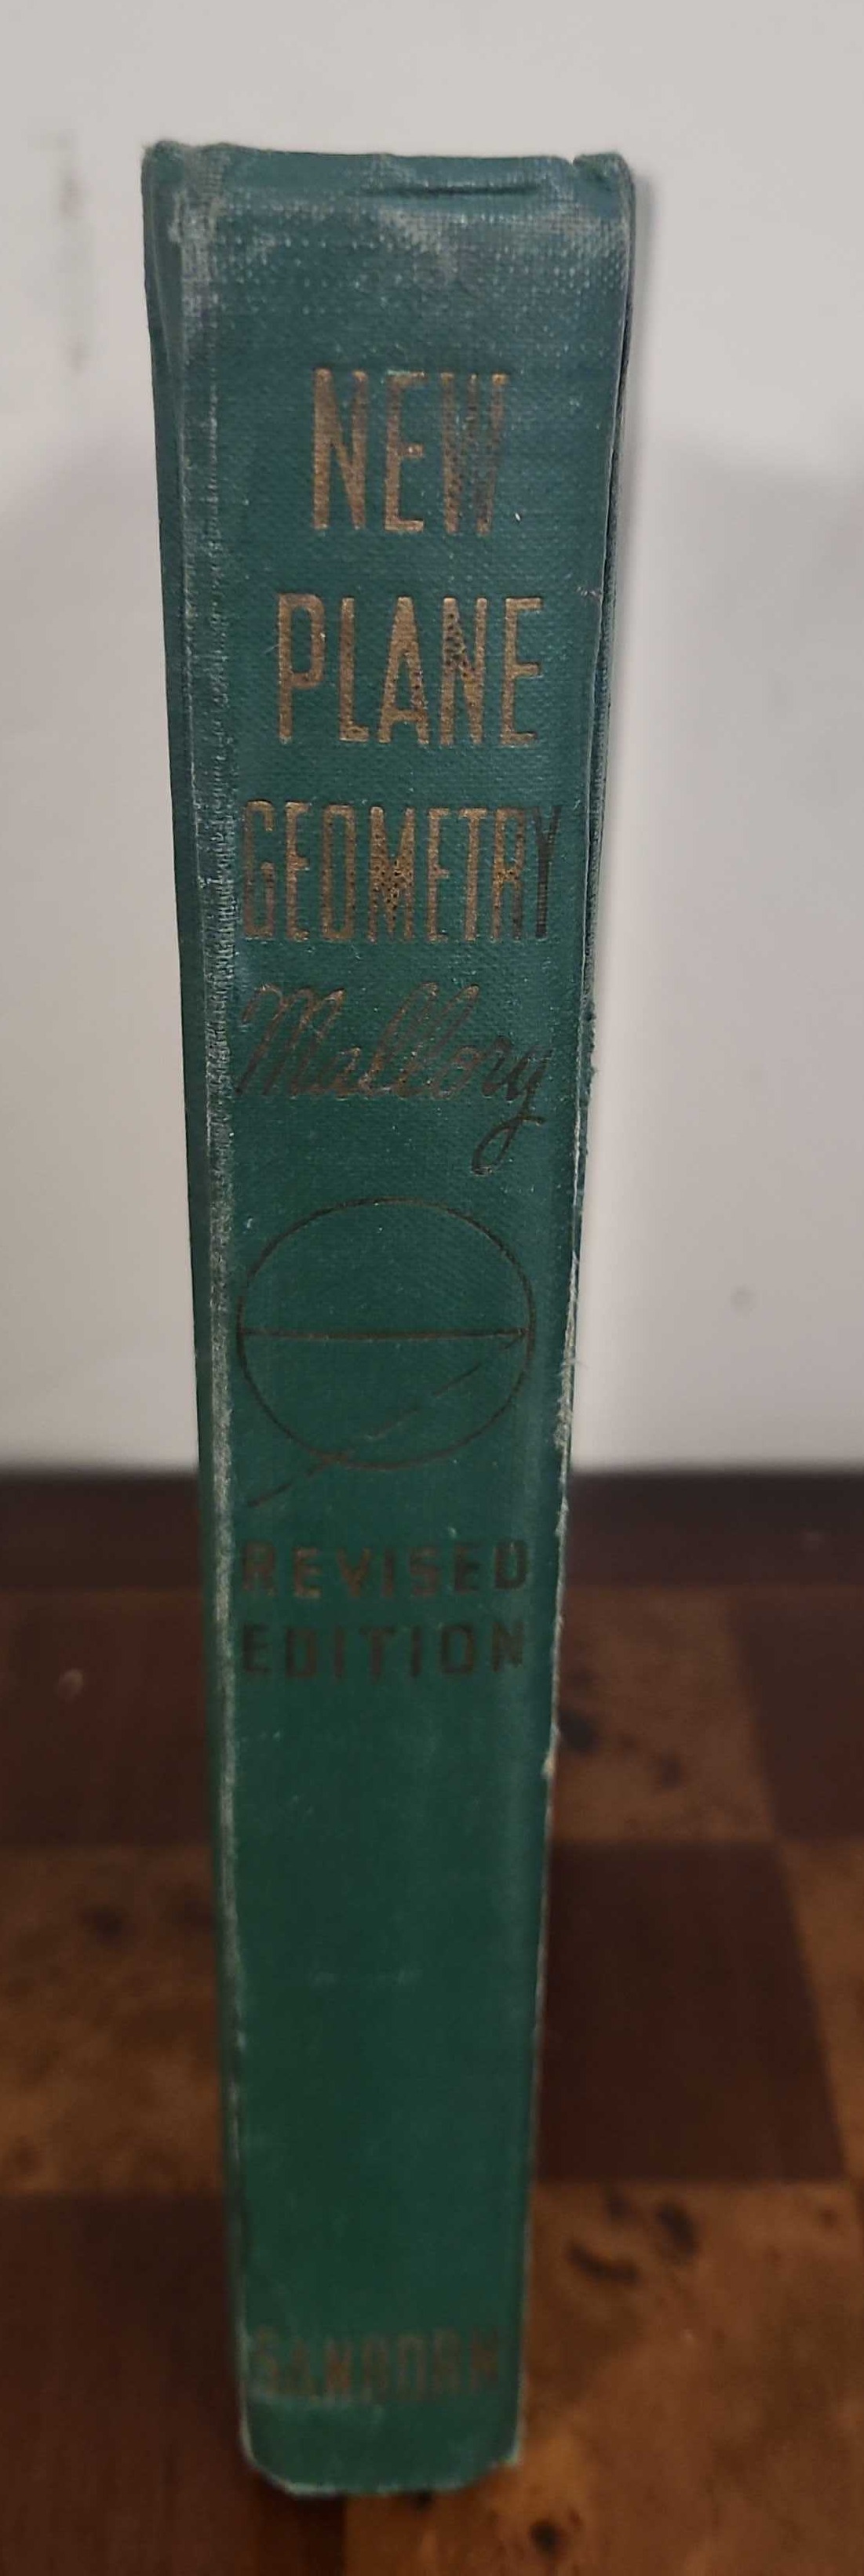 NEW
PLANE
GEOMETRY
Mallory
REVISED
EDITION
SANBORN